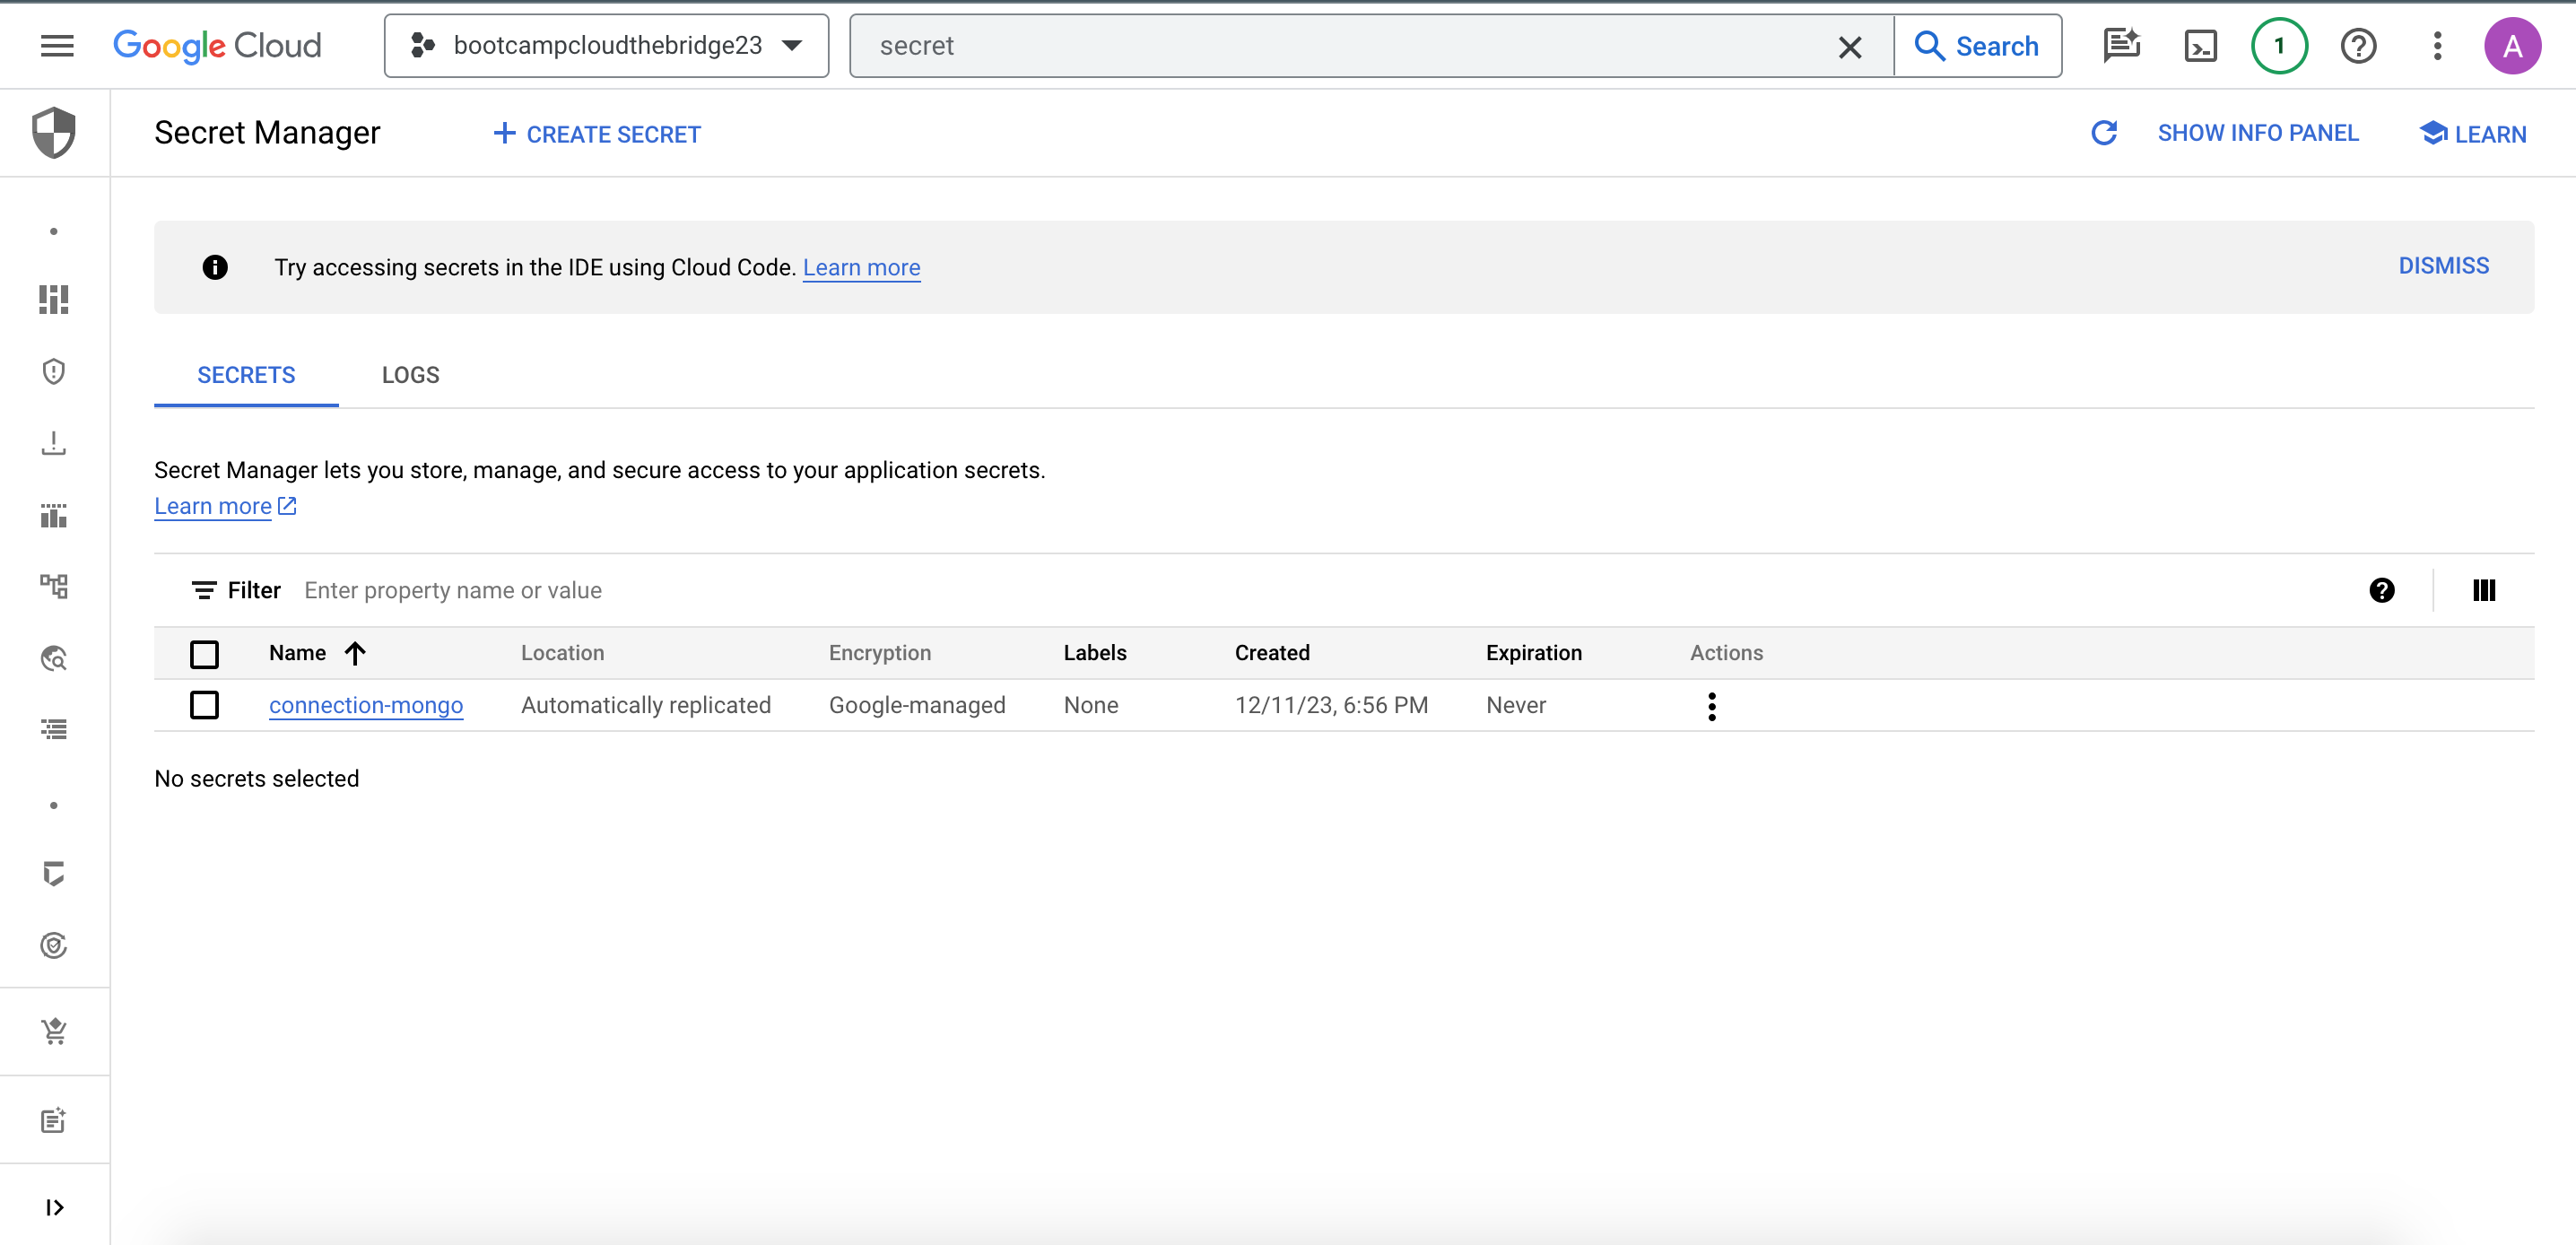 Google Cloud
bootcampcloudthebridge23
secret
Search
1
A
Secret Manager
CREATE SECRET
SHOW INFO PANEL
LEARN
Try accessing secrets in the IDE using Cloud Code. Learn more
DISMISS
SECRETS
LOGS
Secret Manager lets you store, manage, and secure access to your application secrets.
Learn more
Filter Enter property name or value
Name Location Encryption Labels Created Expiration Actions
connection-mongo Automatically replicated Google-managed None 12/11/23, 6:56 PM Never
No secrets selected